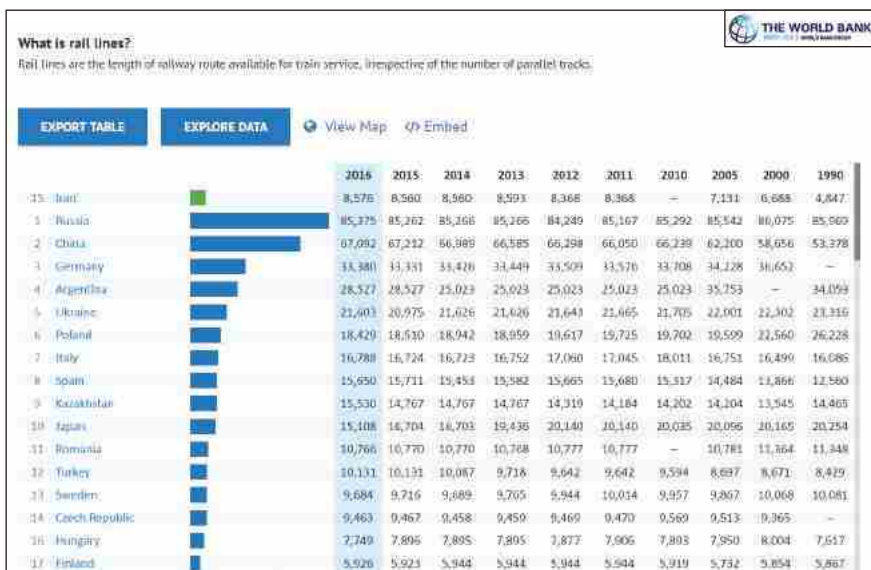 THE WORLD BANK
What is rail lines?
Rail lines are the length of railway route available for train service, irrespective of the number of parallel tracks.
EXPORT TABLE EXPLORE DATA View Map </> Embed
2016 2015 2014 2013 2012 2011 2010 2005 2000 1990
15 Iran 8,576 8,560 8,560 8,593 8,368 8,368 – 7,131 6,688 4,847
1 Russia 85,375 85,262 85,266 85,266 84,249 85,167 85,292 85,542 86,075 85,969
2 China 67,092 67,212 66,989 66,585 66,298 66,050 66,239 62,200 58,656 53,378
3 Germany 33,380 33,331 33,426 33,449 33,509 33,576 33,708 34,228 36,652 –
4 Argentina 28,527 28,527 25,023 25,023 25,023 25,023 25,023 35,753 – 34,059
5 Ukraine 21,603 20,975 21,626 21,626 21,643 21,665 21,705 22,001 22,302 23,316
6 Poland 18,429 18,510 18,942 18,959 19,617 19,725 19,702 19,599 22,560 26,228
7 Italy 16,788 16,724 16,723 16,752 17,060 17,045 18,011 16,751 16,499 16,086
8 Spain 15,650 15,711 15,453 15,582 15,665 15,680 15,317 14,484 13,866 12,560
9 Kazakhstan 15,530 14,767 14,767 14,767 14,319 14,184 14,202 14,204 13,545 14,465
10 Japan 15,108 16,704 16,703 19,436 20,140 20,140 20,035 20,096 20,165 20,254
11 Romania 10,766 10,770 10,770 10,768 10,777 10,777 – 10,781 11,364 11,348
12 Turkey 10,131 10,131 10,087 9,718 9,642 9,642 9,594 8,697 8,671 8,429
13 Sweden 9,684 9,716 9,689 9,765 9,944 10,014 9,957 9,867 10,068 10,081
14 Czech Republic 9,463 9,467 9,458 9,459 9,469 9,470 9,569 9,513 9,365 –
16 Hungary 7,749 7,896 7,895 7,895 7,877 7,906 7,893 7,950 8,004 7,617
17 Finland 5,926 5,923 5,944 5,944 5,944 5,944 5,919 5,732 5,854 5,867